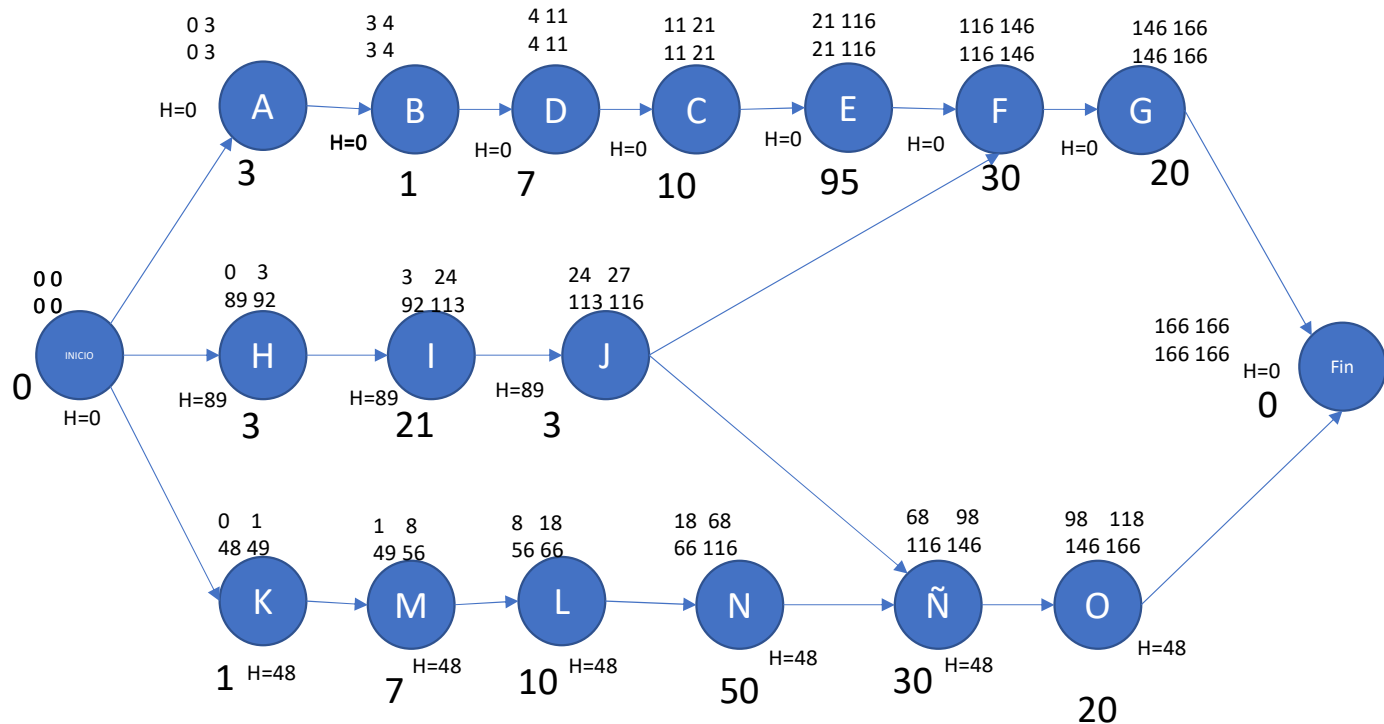 0 3
0 3
3 4
3 4
4 11
4 11
11 21
11 21
21 116
21 116
116 146
116 146
146 166
146 166
A
B
D
C
E
F
G
H=0
H=0
H=0
H=0
H=0
H=0
H=0
3
1
7
10
95
30
20
0 0
0 0
0 3
89 92
3 24
92 113
24 27
113 116
166 166
166 166
INICIO
H
I
J
Fin
0
H=0
H=89
H=89
H=89
H=0
3
21
3
0
0 1
48 49
1 8
49 56
8 18
56 66
18 68
66 116
68 98
116 146
98 118
146 166
K
M
L
N
Ñ
O
1
H=48
7
H=48
10
H=48
50
H=48
30
H=48
20